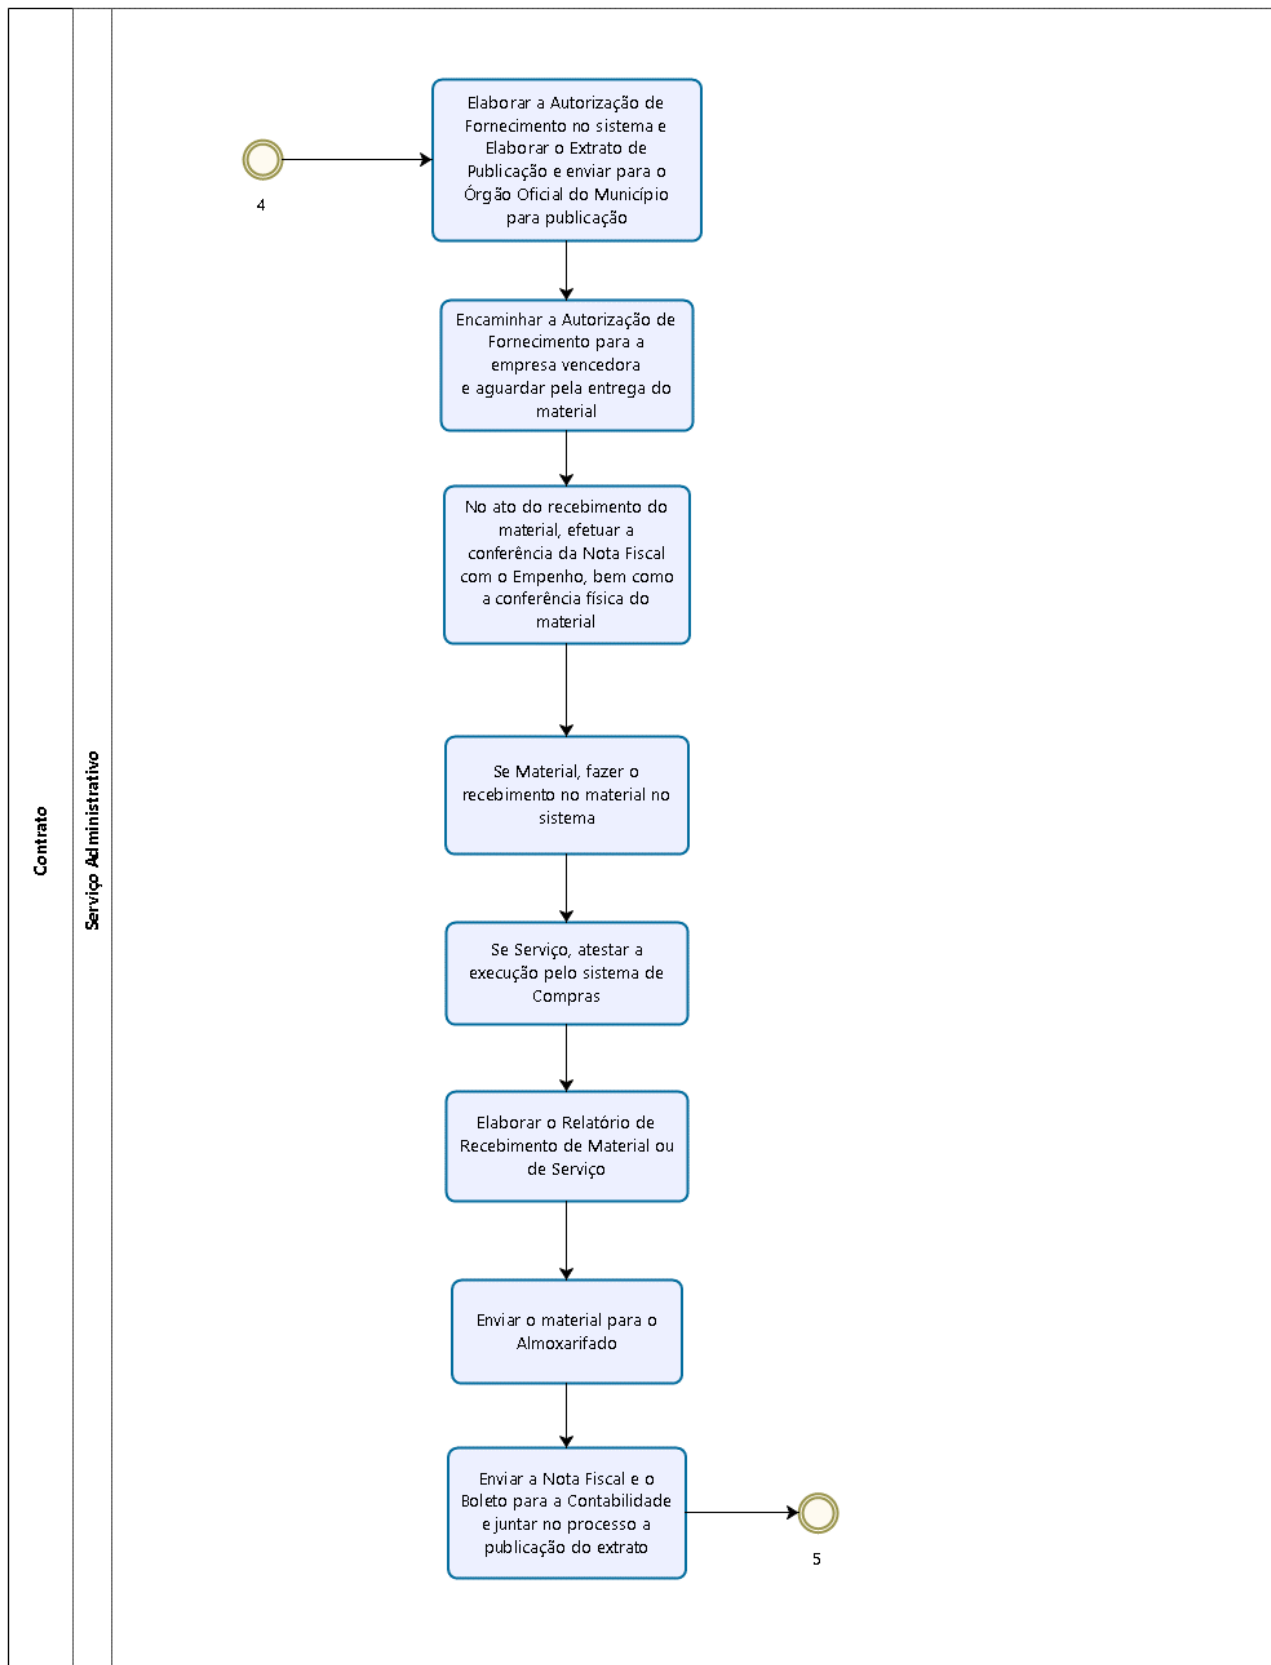 Elaborar a Autorização de
Fornecimento no sistema e
Elaborar o Extrato de
Publicação e enviar para o
Órgão Oficial do Município
para publicação
4
Encaminhar a Autorização de
Fornecimento para a
empresa vencedora
e aguardar pela entrega do
material
No ato do recebimento do
material, efetuar a
conferência da Nota Fiscal
com o Empenho, bem como
a conferência física do
material
Se Material, fazer o
recebimento no material no
sistema
Contrato
Serviço Administrativo
Se Serviço, atestar a
execução pelo sistema de
Compras
Elaborar o Relatório de
Recebimento de Material ou
de Serviço
Enviar o material para o
Almoxarifado
Enviar a Nota Fiscal e o
Boleto para a Contabilidade
e juntar no processo a
publicação do extrato
5